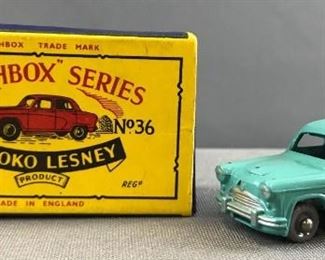 HBOX TRADE MARK
HBOX" SERIES
Nº36
OKO LESNEY
PRODUCT
REGᴰ
ADE IN ENGLAND